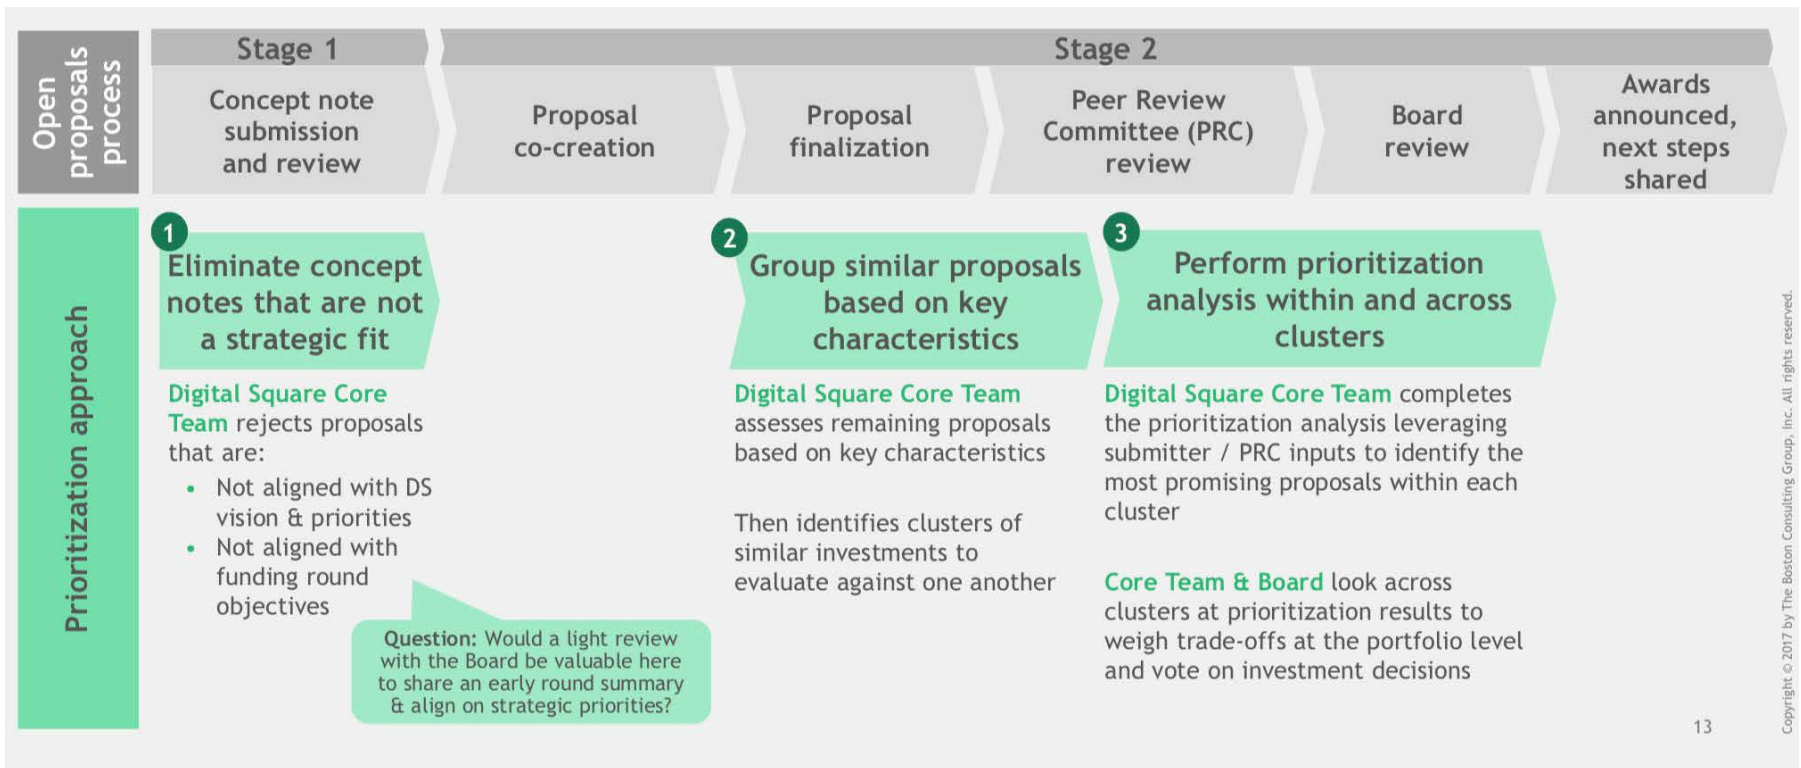 Open
proposals
process
Stage 1
Stage 2
Concept note
submission
and review
Proposal
co-creation
Proposal
finalization
Peer Review
Committee (PRC)
review
Board
review
Awards
announced,
next steps
shared
Prioritization approach
1
Eliminate concept
notes that are not
a strategic fit
Digital Square Core
Team rejects proposals
that are:
• Not aligned with DS
vision & priorities
• Not aligned with
funding round
objectives
Question: Would a light review
with the Board be valuable here
to share an early round summary
& align on strategic priorities?
2
Group similar proposals
based on key
characteristics
Digital Square Core Team
assesses remaining proposals
based on key characteristics
Then identifies clusters of
similar investments to
evaluate against one another
3
Perform prioritization
analysis within and across
clusters
Digital Square Core Team completes
the prioritization analysis leveraging
submitter / PRC inputs to identify the
most promising proposals within each
cluster
Core Team & Board look across
clusters at prioritization results to
weigh trade-offs at the portfolio level
and vote on investment decisions
13
Copyright © 2017 by The Boston Consulting Group, Inc. All rights reserved.